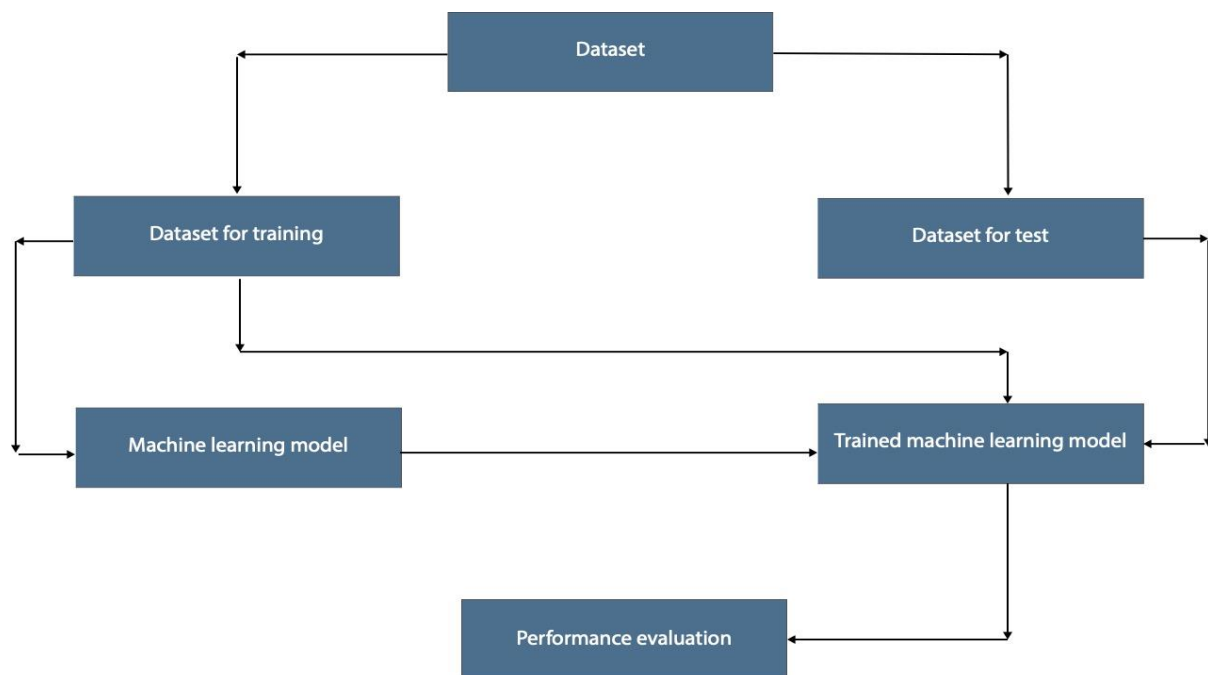 Dataset
Dataset for training
Dataset for test
Machine learning model
Trained machine learning model
Performance evaluation